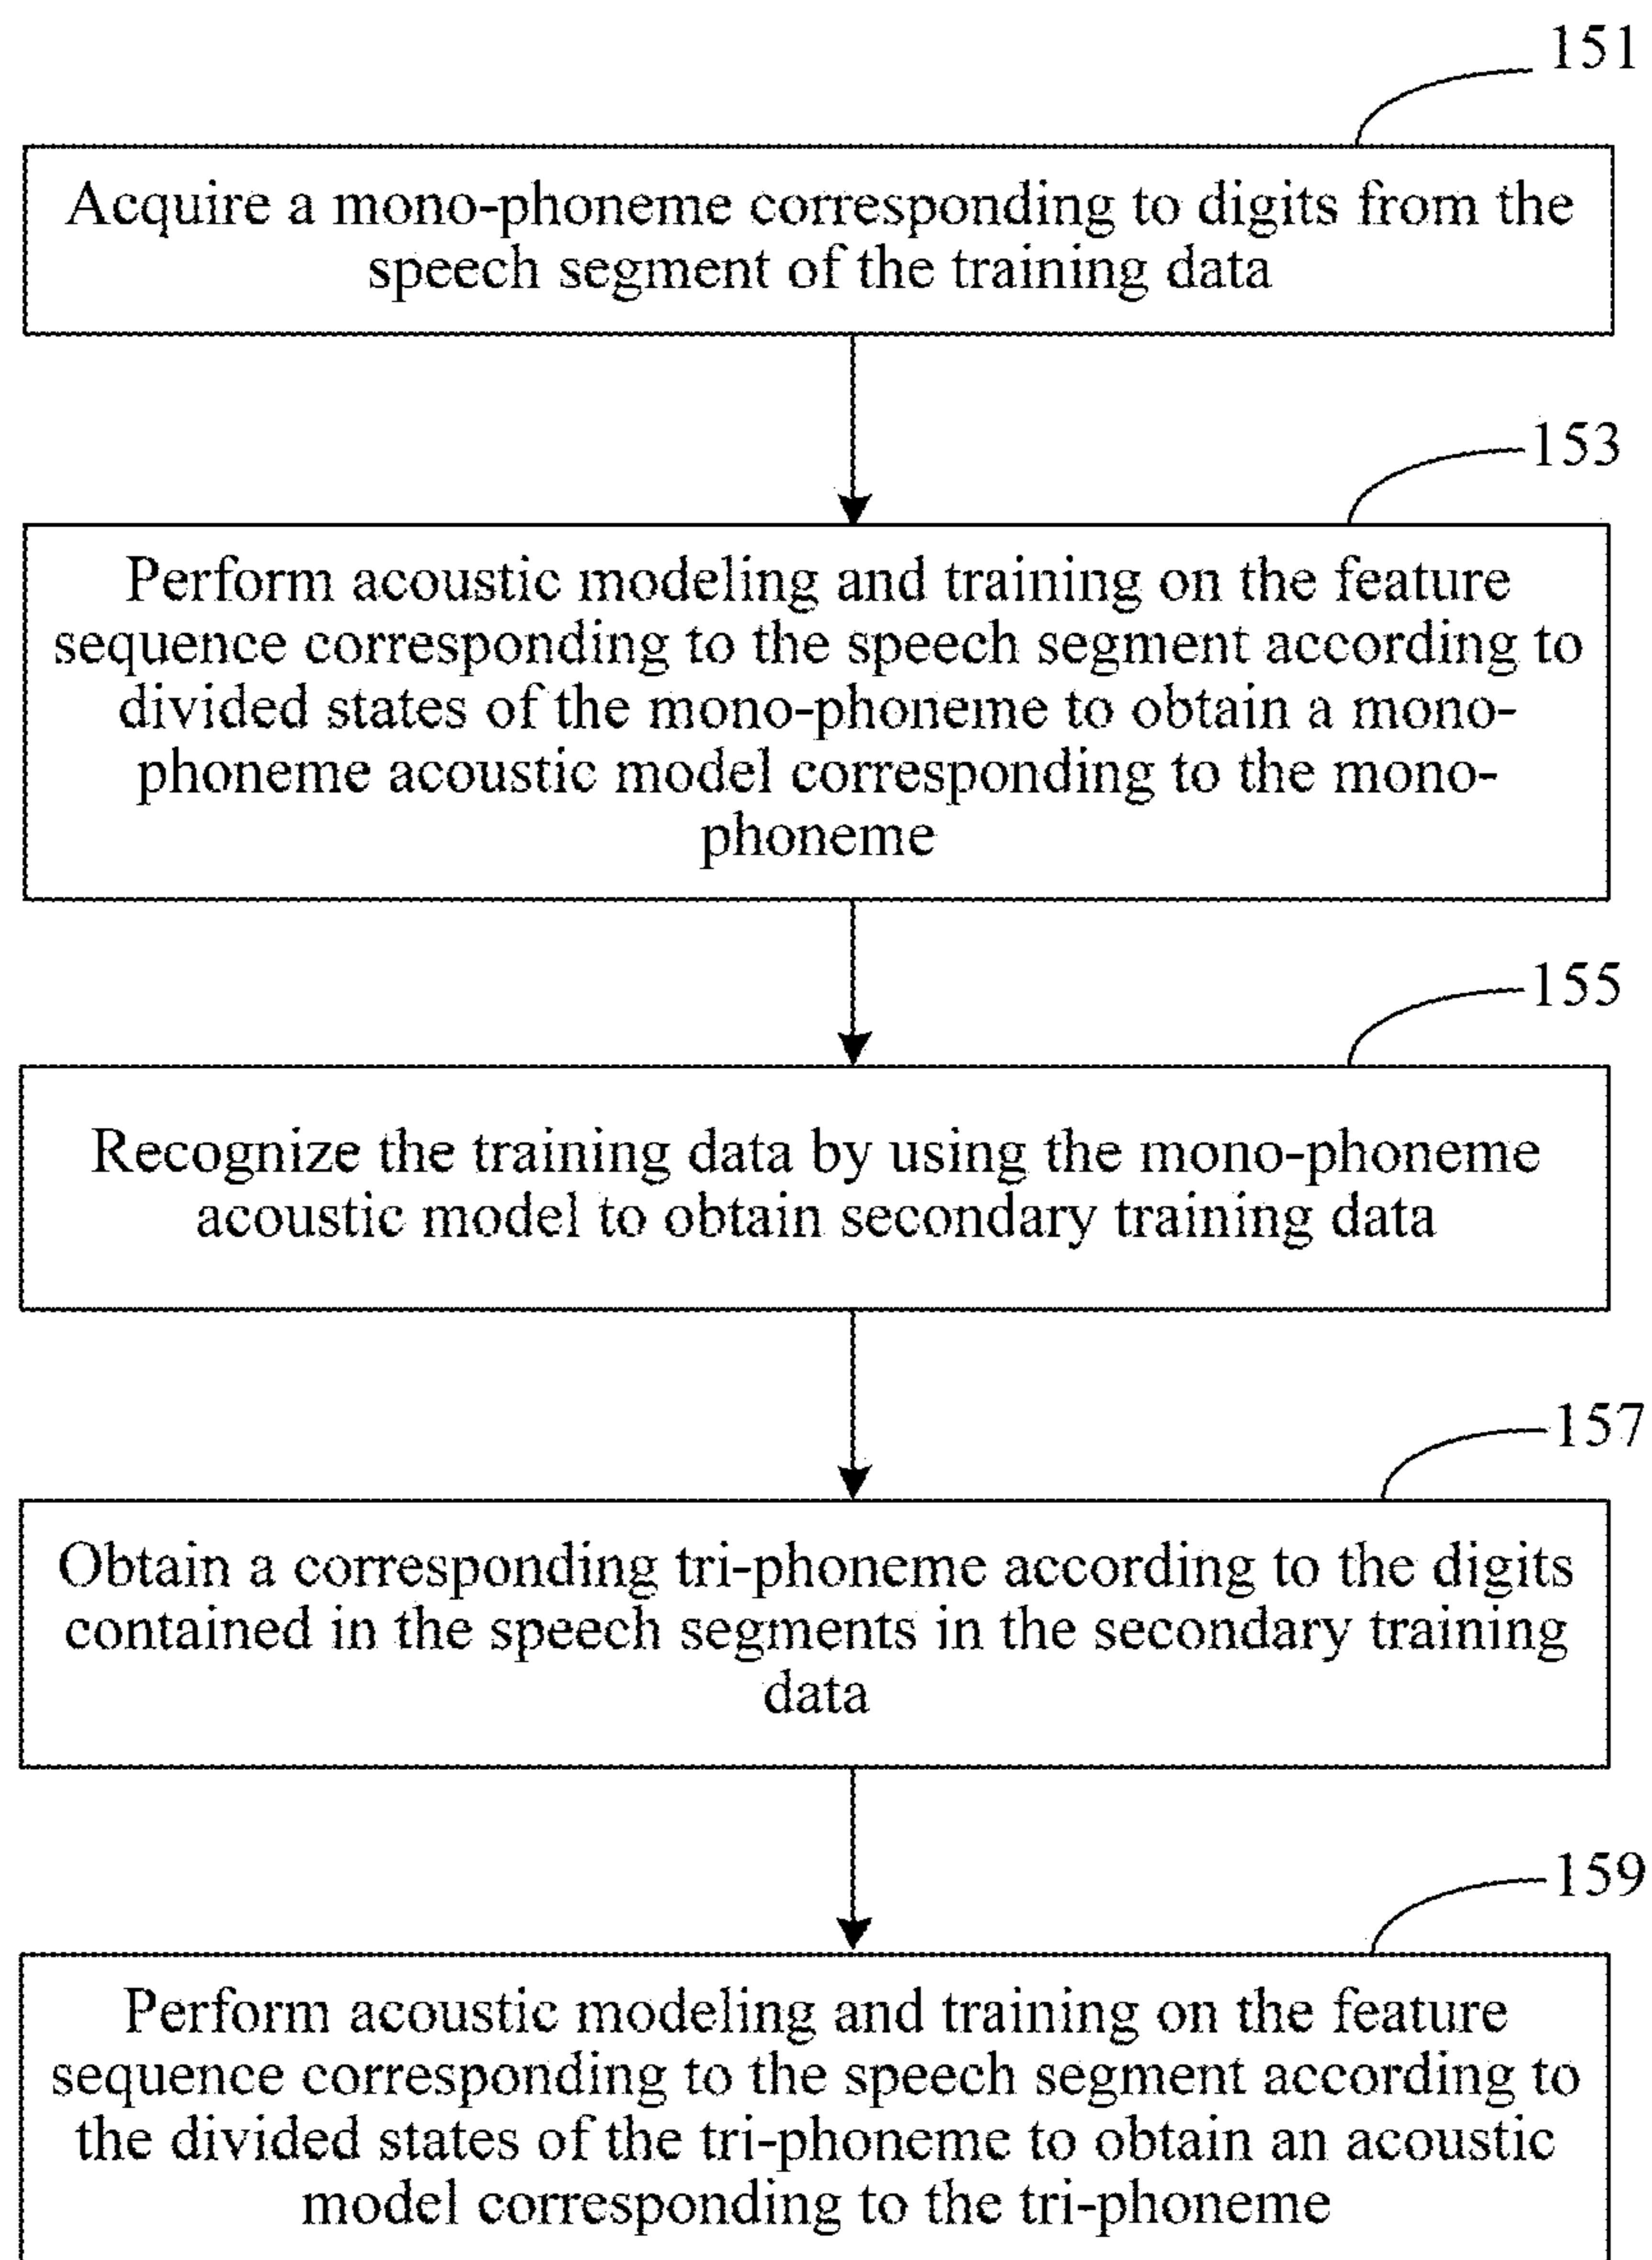 151
Acquire a mono-phoneme corresponding to digits from the
speech segment of the training data
153
Perform acoustic modeling and training on the feature
sequence corresponding to the speech segment according to
divided states of the mono-phoneme to obtain a mono-
phoneme acoustic model corresponding to the mono-
phoneme
155
Recognize the training data by using the mono-phoneme
acoustic model to obtain secondary training data
157
Obtain a corresponding tri-phoneme according to the digits
contained in the speech segments in the secondary training
data
159
Perform acoustic modeling and training on the feature
sequence corresponding to the speech segment according to
the divided states of the tri-phoneme to obtain an acoustic
model corresponding to the tri-phoneme